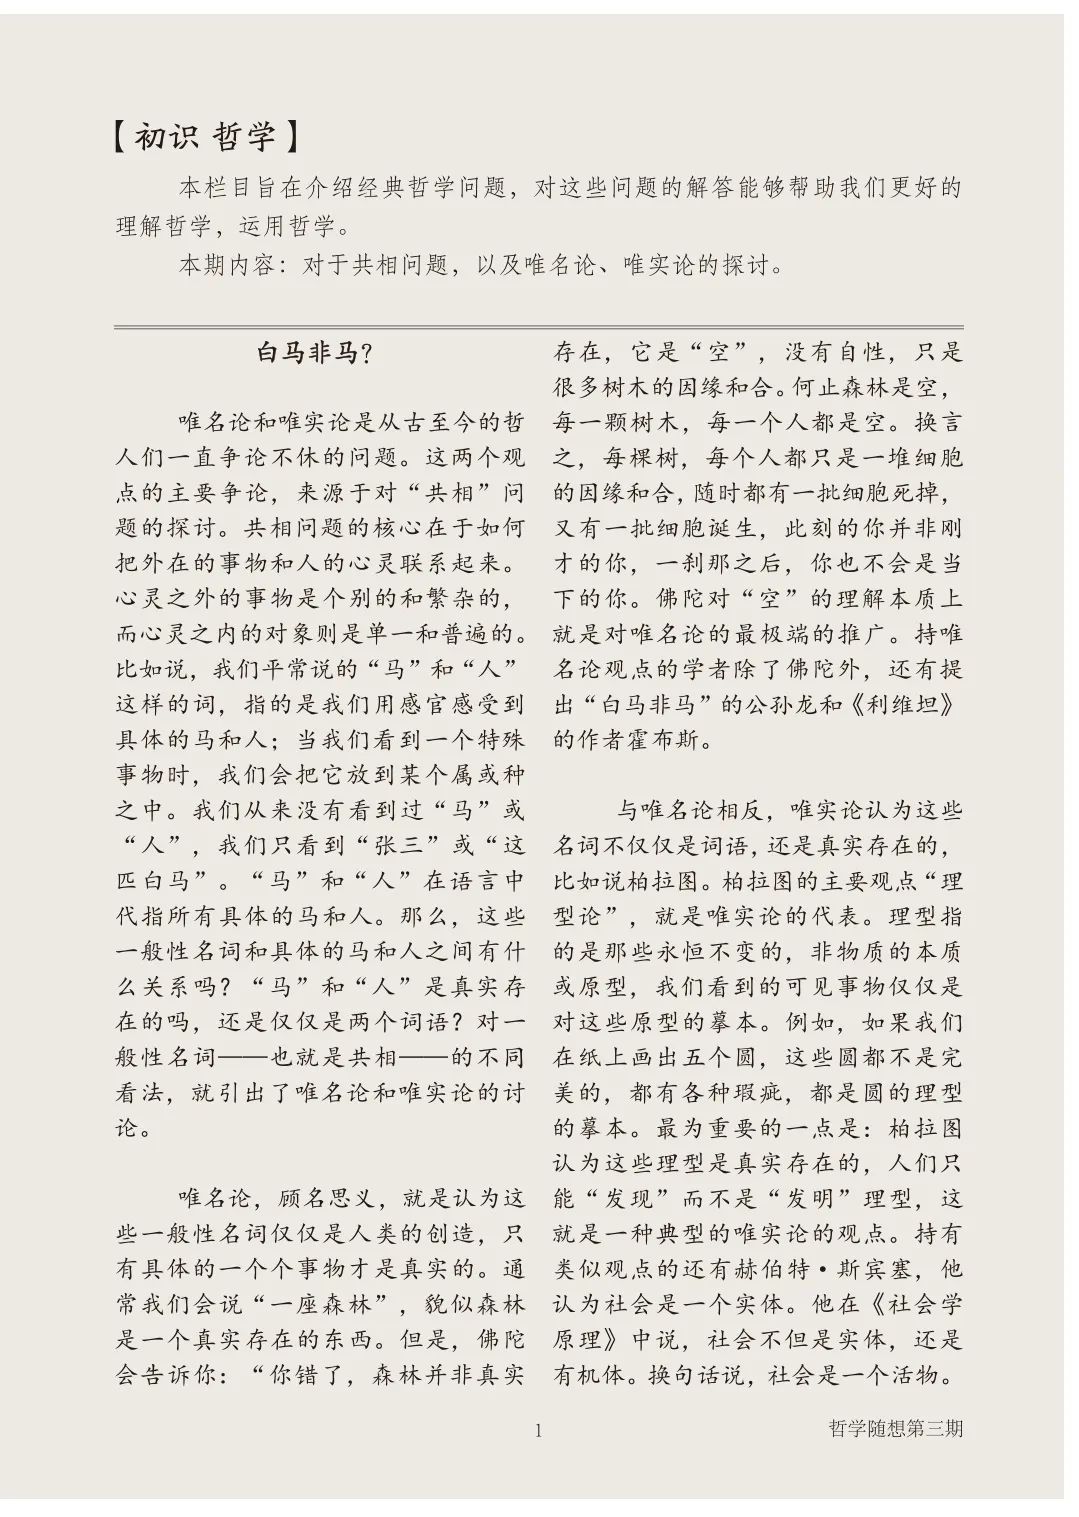 【初识 哲学】
本栏目旨在介绍经典哲学问题，对这些问题的解答能够帮助我们更好的
理解哲学，运用哲学。
本期内容：对于共相问题，以及唯名论、唯实论的探讨。
白马非马？
唯名论和唯实论是从古至今的哲
人们一直争论不休的问题。这两个观
点的主要争论，来源于对“共相”问
题的探讨。共相问题的核心在于如何
把外在的事物和人的心灵联系起来。
心灵之外的事物是个别的和繁杂的，
而心灵之内的对象则是单一和普遍的。
比如说，我们平常说的“马”和“人”
这样的词，指的是我们用感官感受到
具体的马和人；当我们看到一个特殊
事物时，我们会把它放到某个属或种
之中。我们从来没有看到过“马”或
“人”，我们只看到“张三”或“这
匹白马”。“马”和“人”在语言中
代指所有具体的马和人。那么，这些
一般性名词和具体的马和人之间有什
么关系吗？“马”和“人”是真实存
在的吗，还是仅仅是两个词语？对一
般性名词——也就是共相——的不同
看法，就引出了唯名论和唯实论的讨
论。
唯名论，顾名思义，就是认为这
些一般性名词仅仅是人类的创造，只
有具体的一个个事物才是真实的。通
常我们会说“一座森林”，貌似森林
是一个真实存在的东西。但是，佛陀
会告诉你：“你错了，森林并非真实
存在，它是“空”，没有自性，只是
很多树木的因缘和合。何止森林是空，
每一颗树木，每一个人都是空。换言
之，每棵树，每个人都只是一堆细胞
的因缘和合，随时都有一批细胞死掉，
又有一批细胞诞生，此刻的你并非刚
才的你，一刹那之后，你也不会是当
下的你。佛陀对“空”的理解本质上
就是对唯名论的最极端的推广。持唯
名论观点的学者除了佛陀外，还有提
出“白马非马”的公孙龙和《利维坦》
的作者霍布斯。
与唯名论相反，唯实论认为这些
名词不仅仅是词语，还是真实存在的，
比如说柏拉图。柏拉图的主要观点“理
型论”，就是唯实论的代表。理型指
的是那些永恒不变的，非物质的本质
或原型，我们看到的可见事物仅仅是
对这些原型的摹本。例如，如果我们
在纸上画出五个圆，这些圆都不是完
美的，都有各种瑕疵，都是圆的理型
的摹本。最为重要的一点是：柏拉图
认为这些理型是真实存在的，人们只
能“发现”而不是“发明”理型，这
就是一种典型的唯实论的观点。持有
类似观点的还有赫伯特·斯宾塞，他
认为社会是一个实体。他在《社会学
原理》中说，社会不但是实体，还是
有机体。换句话说，社会是一个活物。
1
哲学随想第三期